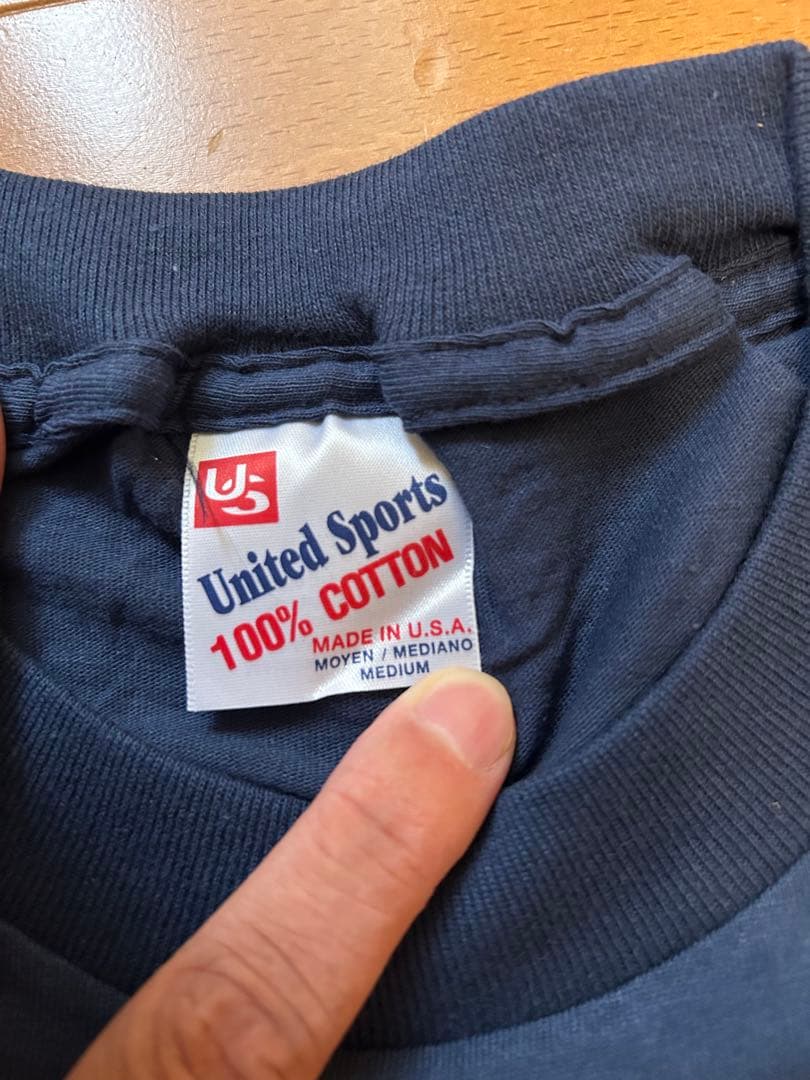 US
United Sports
100% COTTON
MADE IN U.S.A.
MOYEN / MEDIANO
MEDIUM